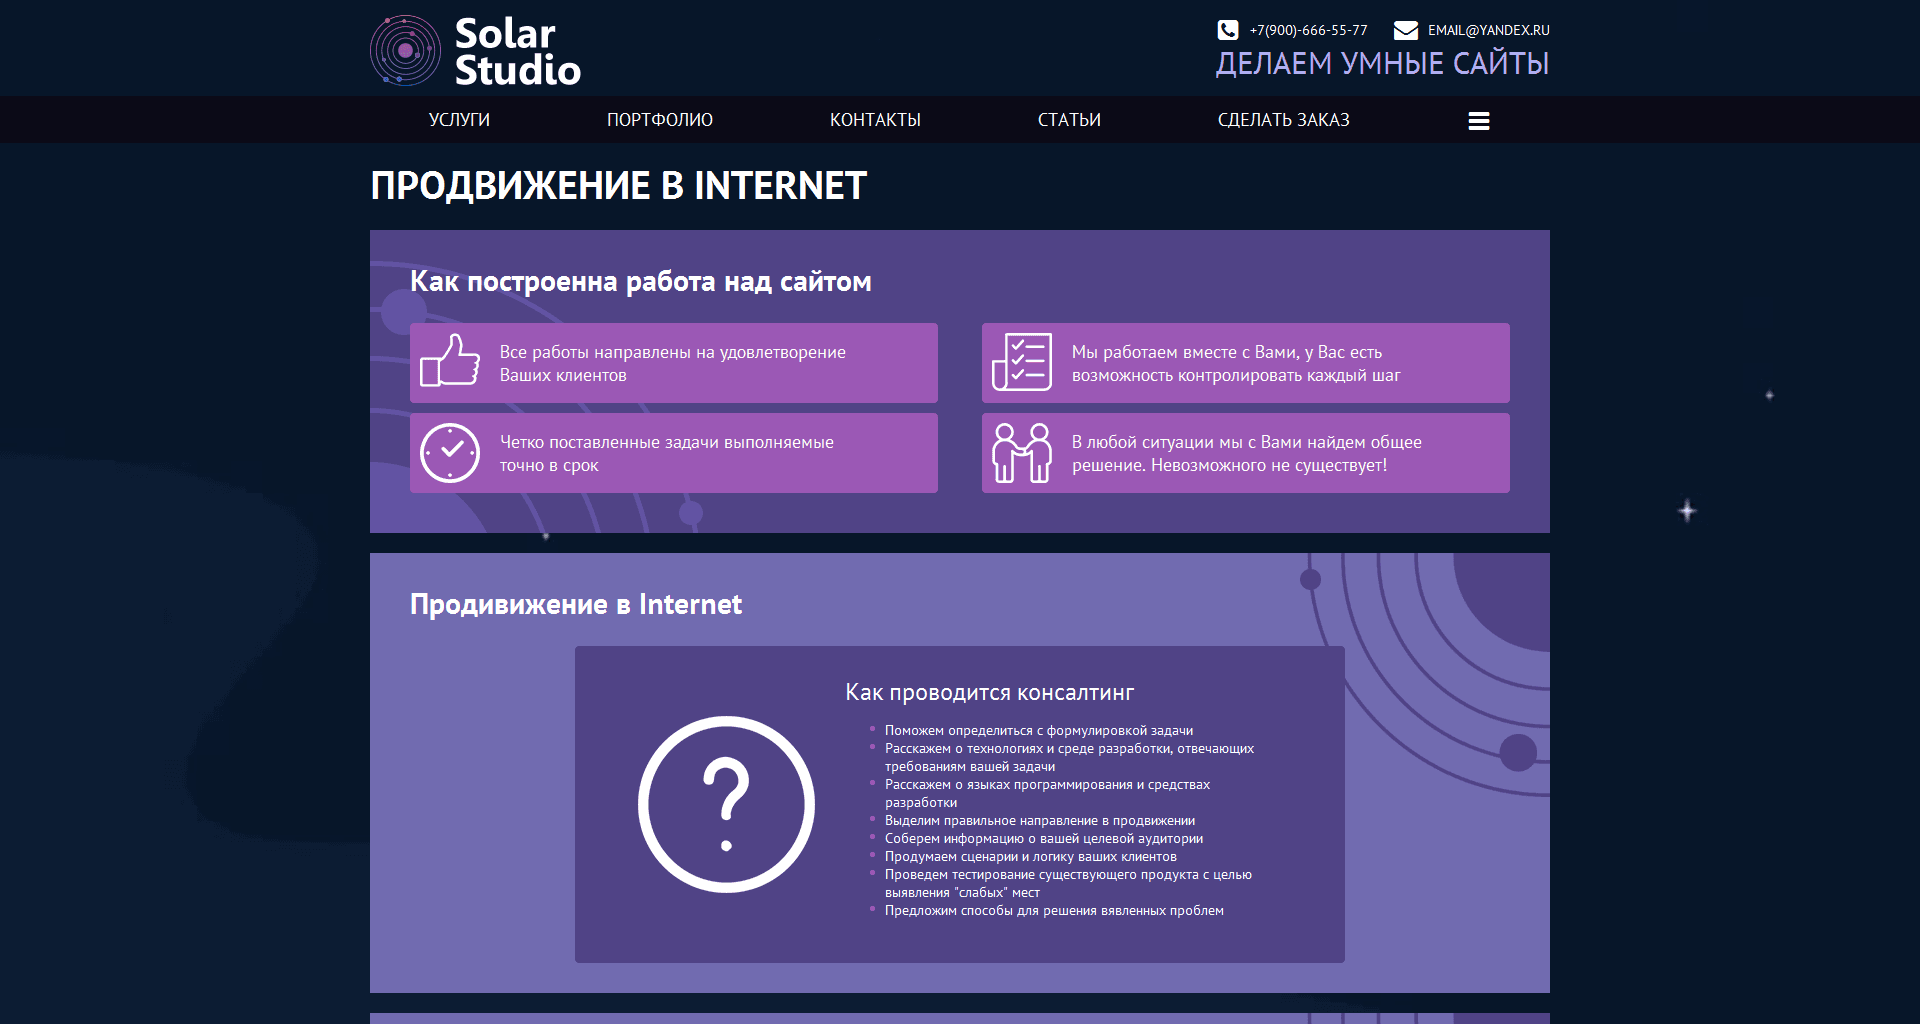 Solar
Studio
+7(900)-666-55-77
EMAIL@YANDEX.RU
ДЕЛАЕМ УМНЫЕ САЙТЫ
УСЛУГИ
ПОРТФОЛИО
КОНТАКТЫ
СТАТЬИ
СДЕЛАТЬ ЗАКАЗ
ПРОДВИЖЕНИЕ В INTERNET
Как построенна работа над сайтом
Все работы направлены на удовлетворение
Ваших клиентов
Мы работаем вместе с Вами, у Вас есть
возможность контролировать каждый шаг
Четко поставленные задачи выполняемые
точно в срок
В любой ситуации мы с Вами найдем общее
решение. Невозможного не существует!
Продивижение в Internet
Как проводится консалтинг
Поможем определиться с формулировкой задачи
Расскажем о технологиях и среде разработки, отвечающих
требованиям вашей задачи
Расскажем о языках программирования и средствах
разработки
Выделим правильное направление в продвижении
Соберем информацию о вашей целевой аудитории
Продумаем сценарии и логику ваших клиентов
Проведем тестирование существующего продукта с целью
выявления "слабых" мест
Предложим способы для решения вявленных проблем